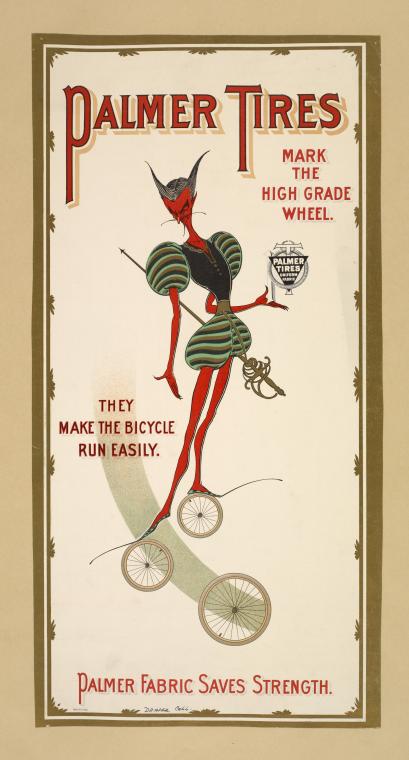 PALMER TIRES
MARK
THE
HIGH GRADE
WHEEL.
PALMER
TIRES
THEY
MAKE THE BICYCLE
RUN EASILY.
PALMER FABRIC SAVES STRENGTH.